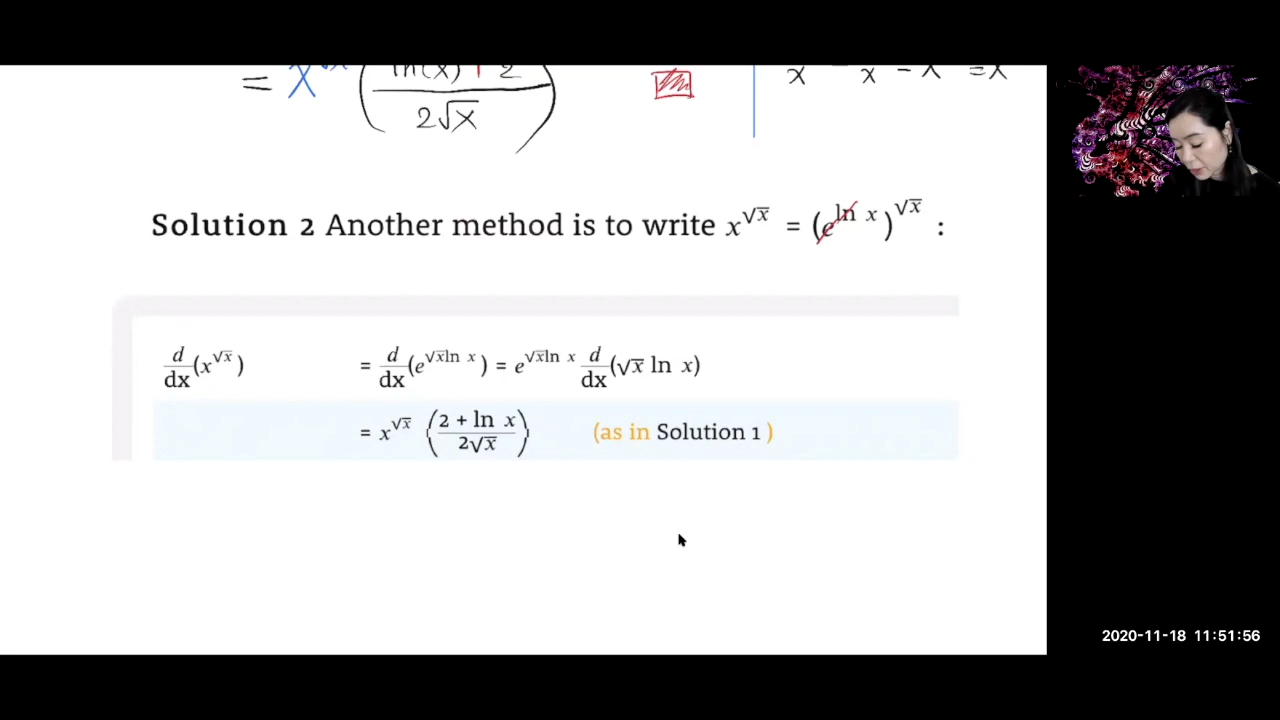 = x^√x (ln(x) + 2 / 2√x)
x x - x = x
Solution 2 Another method is to write x^√x = (e^ln x)^√x :
d/dx (x^√x) = d/dx (e^√x ln x) = e^√x ln x d/dx (√x ln x)
= x^√x (2 + ln x / 2√x) (as in Solution 1 )
2020-11-18 11:51:56